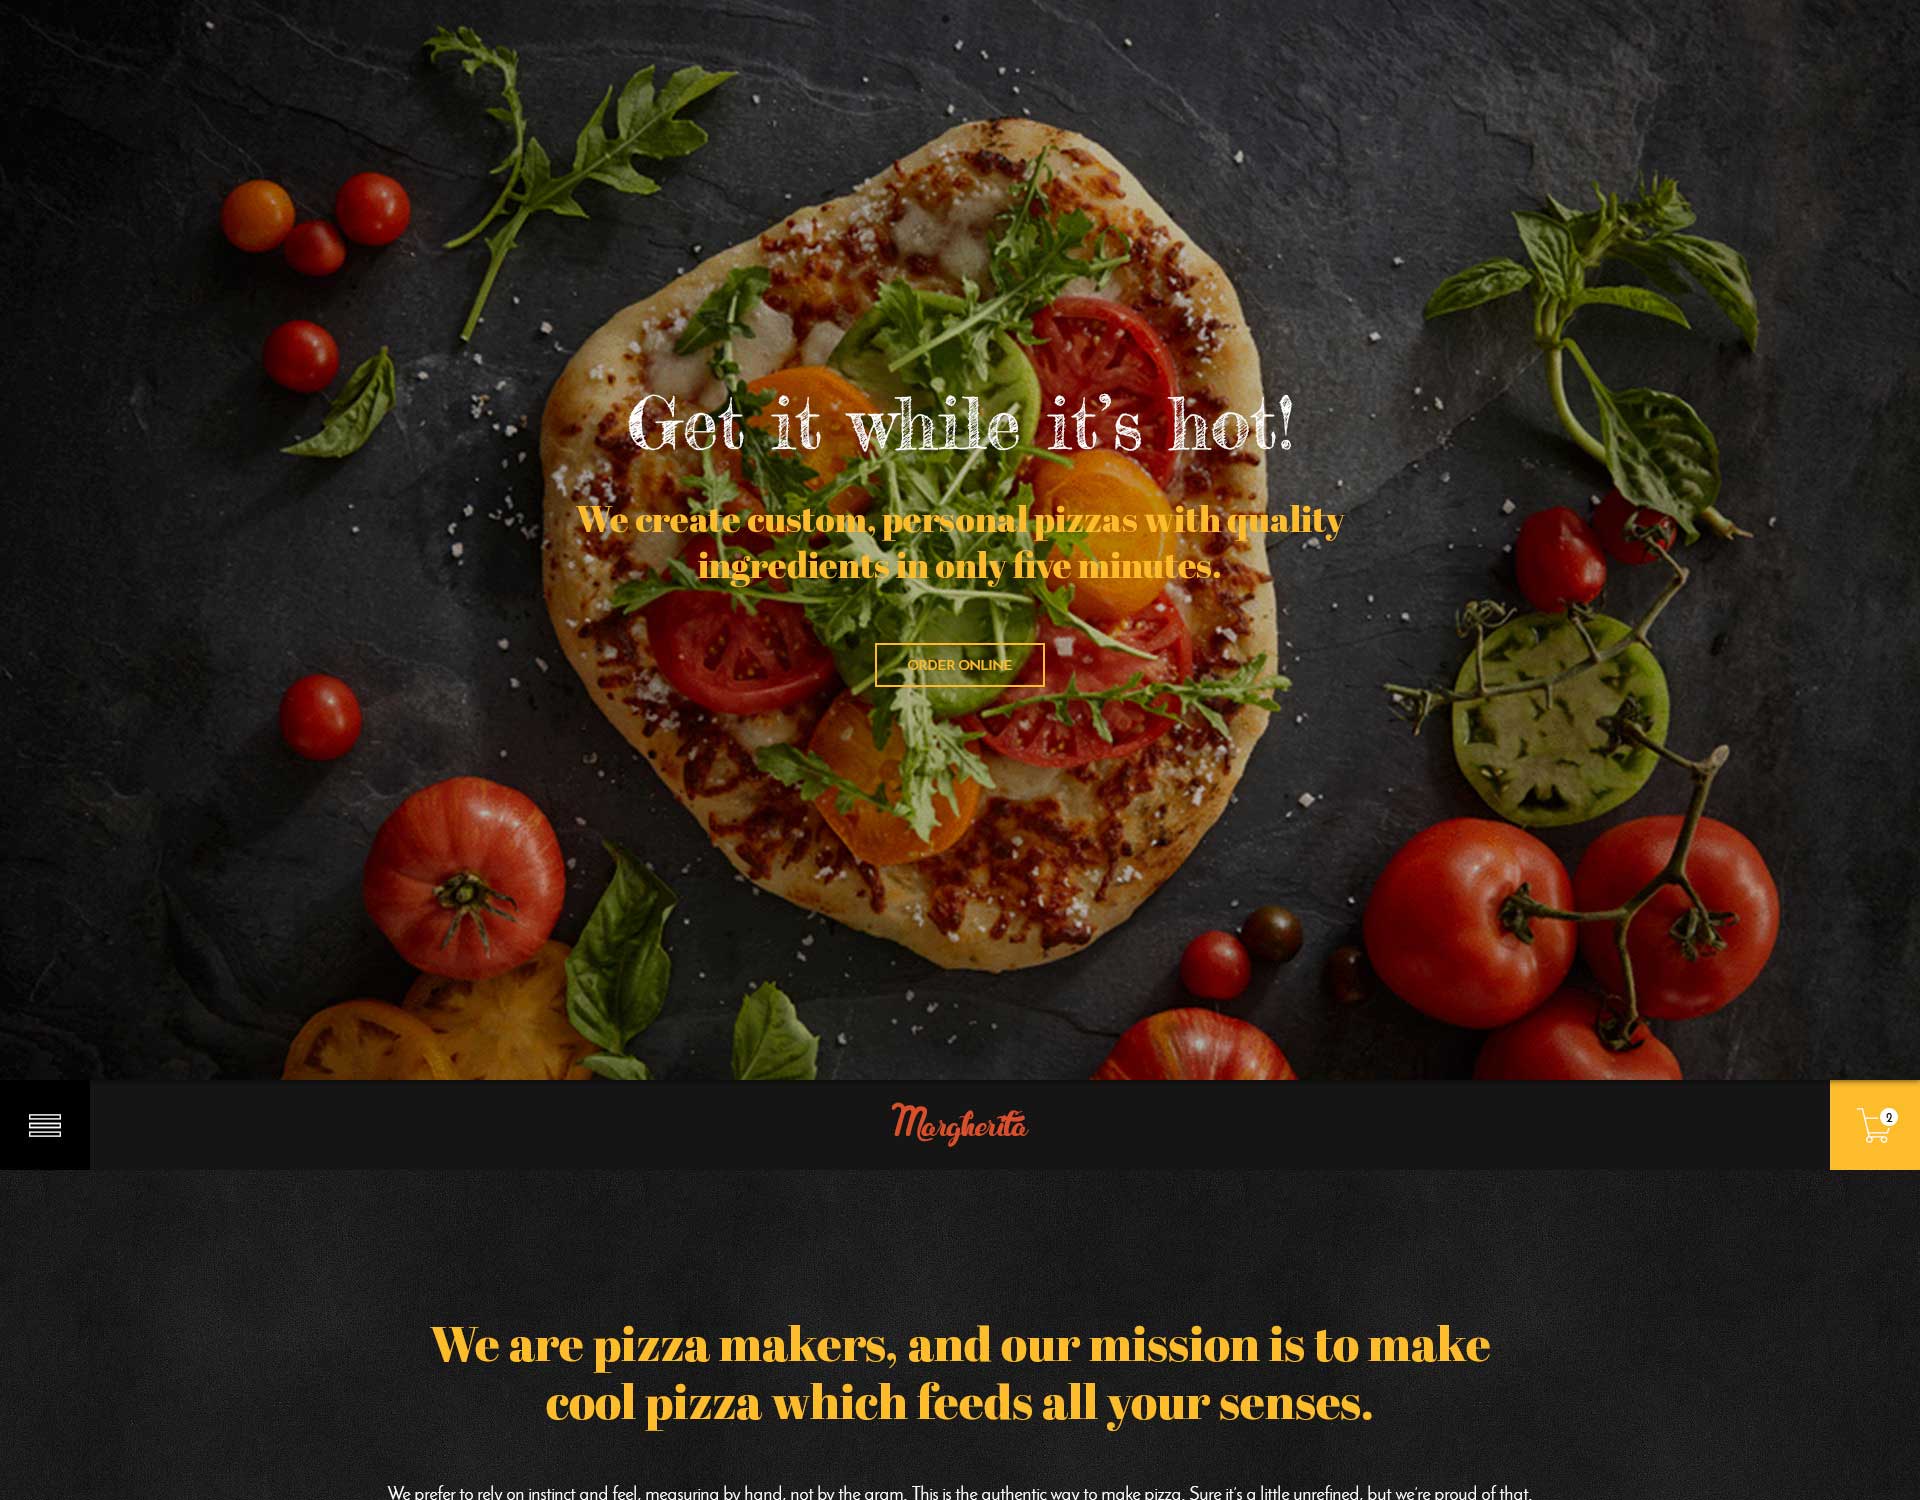 Get it while it's hot!
We create custom, personal pizzas with quality
ingredients in only five minutes.
ORDER ONLINE
Margherita
2
We are pizza makers, and our mission is to make
cool pizza which feeds all your senses.
We prefer to rely on instinct and feel, measuring by hand, not by the gram. This is the authentic way to make pizza. Sure it's a little unrefined, but we're proud of that.